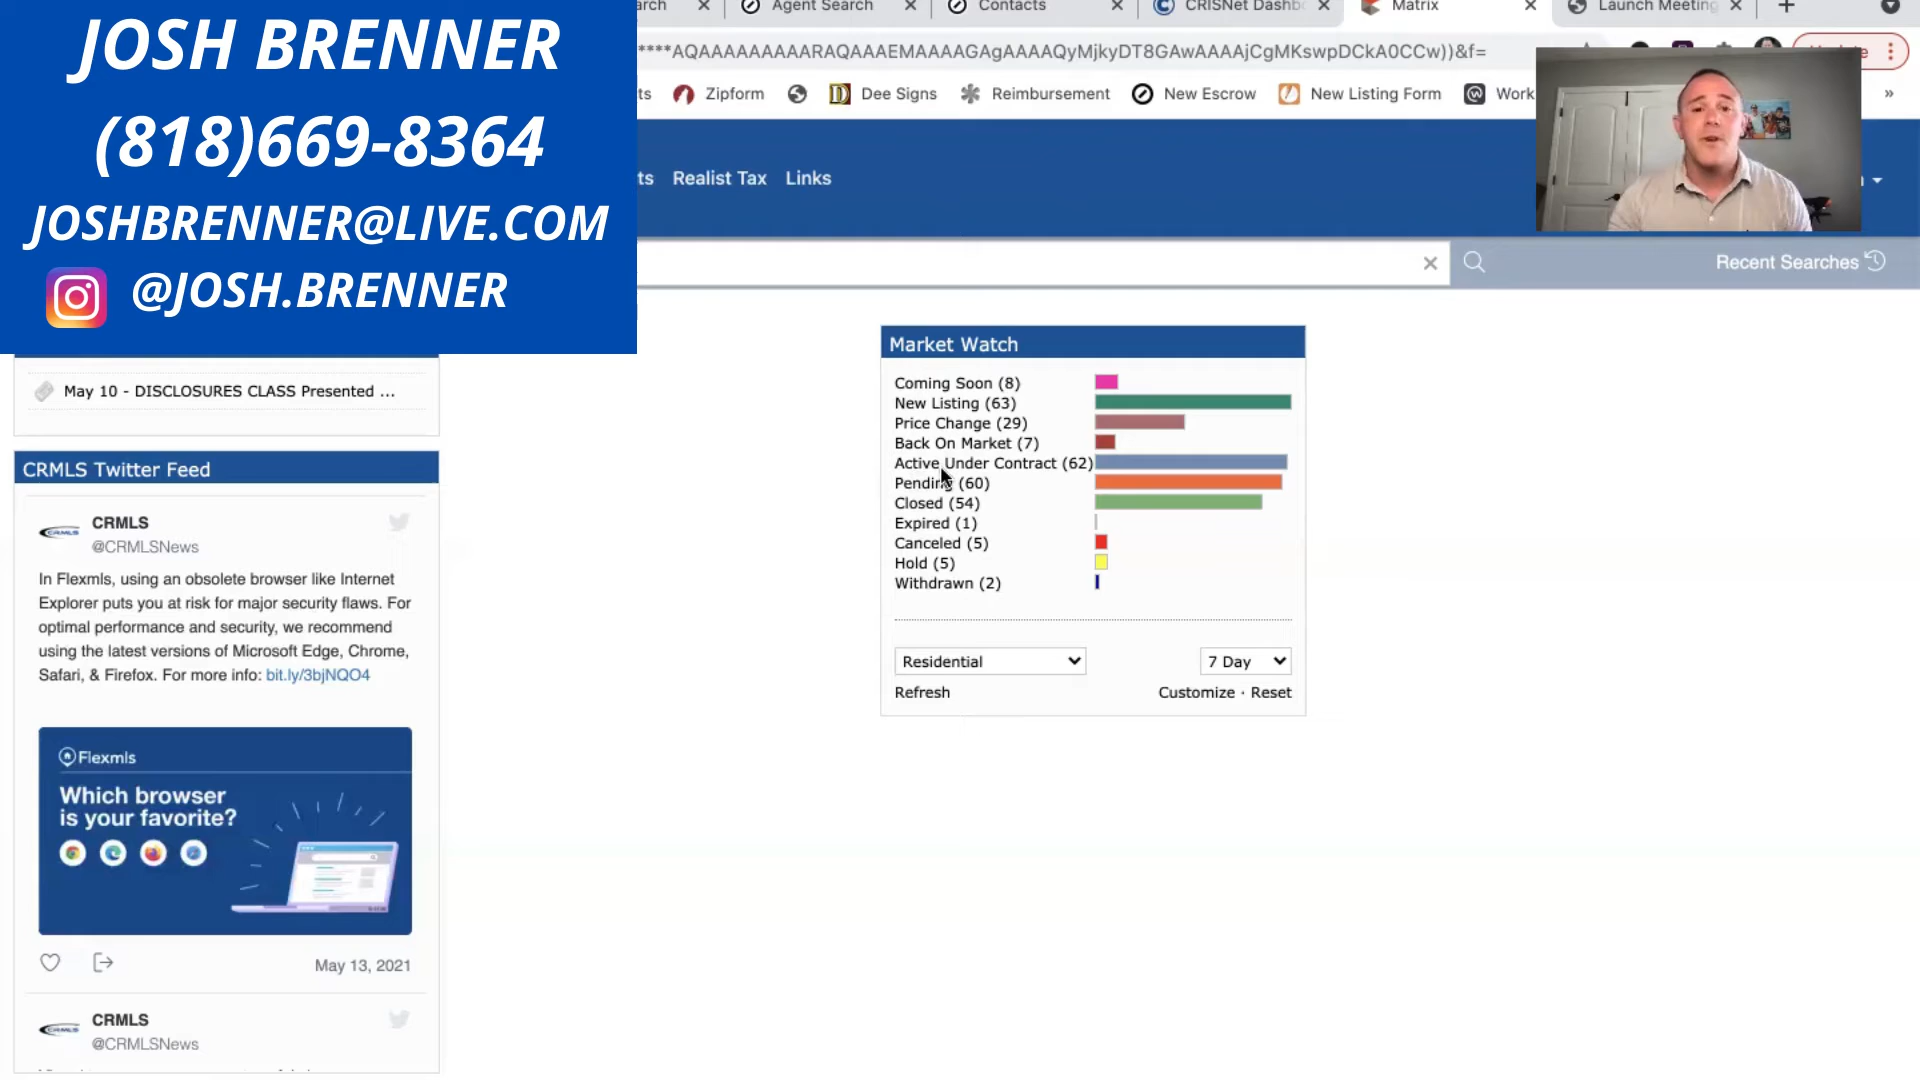 JOSH BRENNER
(818)669-8364
JOSHBRENNER@LIVE.COM
@JOSH.BRENNER
arch
Agent Search
Contacts
CRISNet Dashbo
Matrix
Launch Meeting
****AQAAAAAAAAARAQAAAEMAAAAGAgAAAAQyMjkyDT8GAwAAAAjCgMKswpDCkA0CCw))&f=
ts
Zipform
Dee Signs
Reimbursement
New Escrow
New Listing Form
Work
»
ts Realist Tax Links
Recent Searches
May 10 - DISCLOSURES CLASS Presented ...
CRMLS Twitter Feed
CRMLS
@CRMLSNews
In Flexmls, using an obsolete browser like Internet
Explorer puts you at risk for major security flaws. For
optimal performance and security, we recommend
using the latest versions of Microsoft Edge, Chrome,
Safari, & Firefox. For more info: bit.ly/3bjNQO4
Flexmls
Which browser
is your favorite?
May 13, 2021
CRMLS
@CRMLSNews
Market Watch
Coming Soon (8)
New Listing (63)
Price Change (29)
Back On Market (7)
Active Under Contract (62)
Pending (60)
Closed (54)
Expired (1)
Canceled (5)
Hold (5)
Withdrawn (2)
Residential
7 Day
Refresh
Customize · Reset